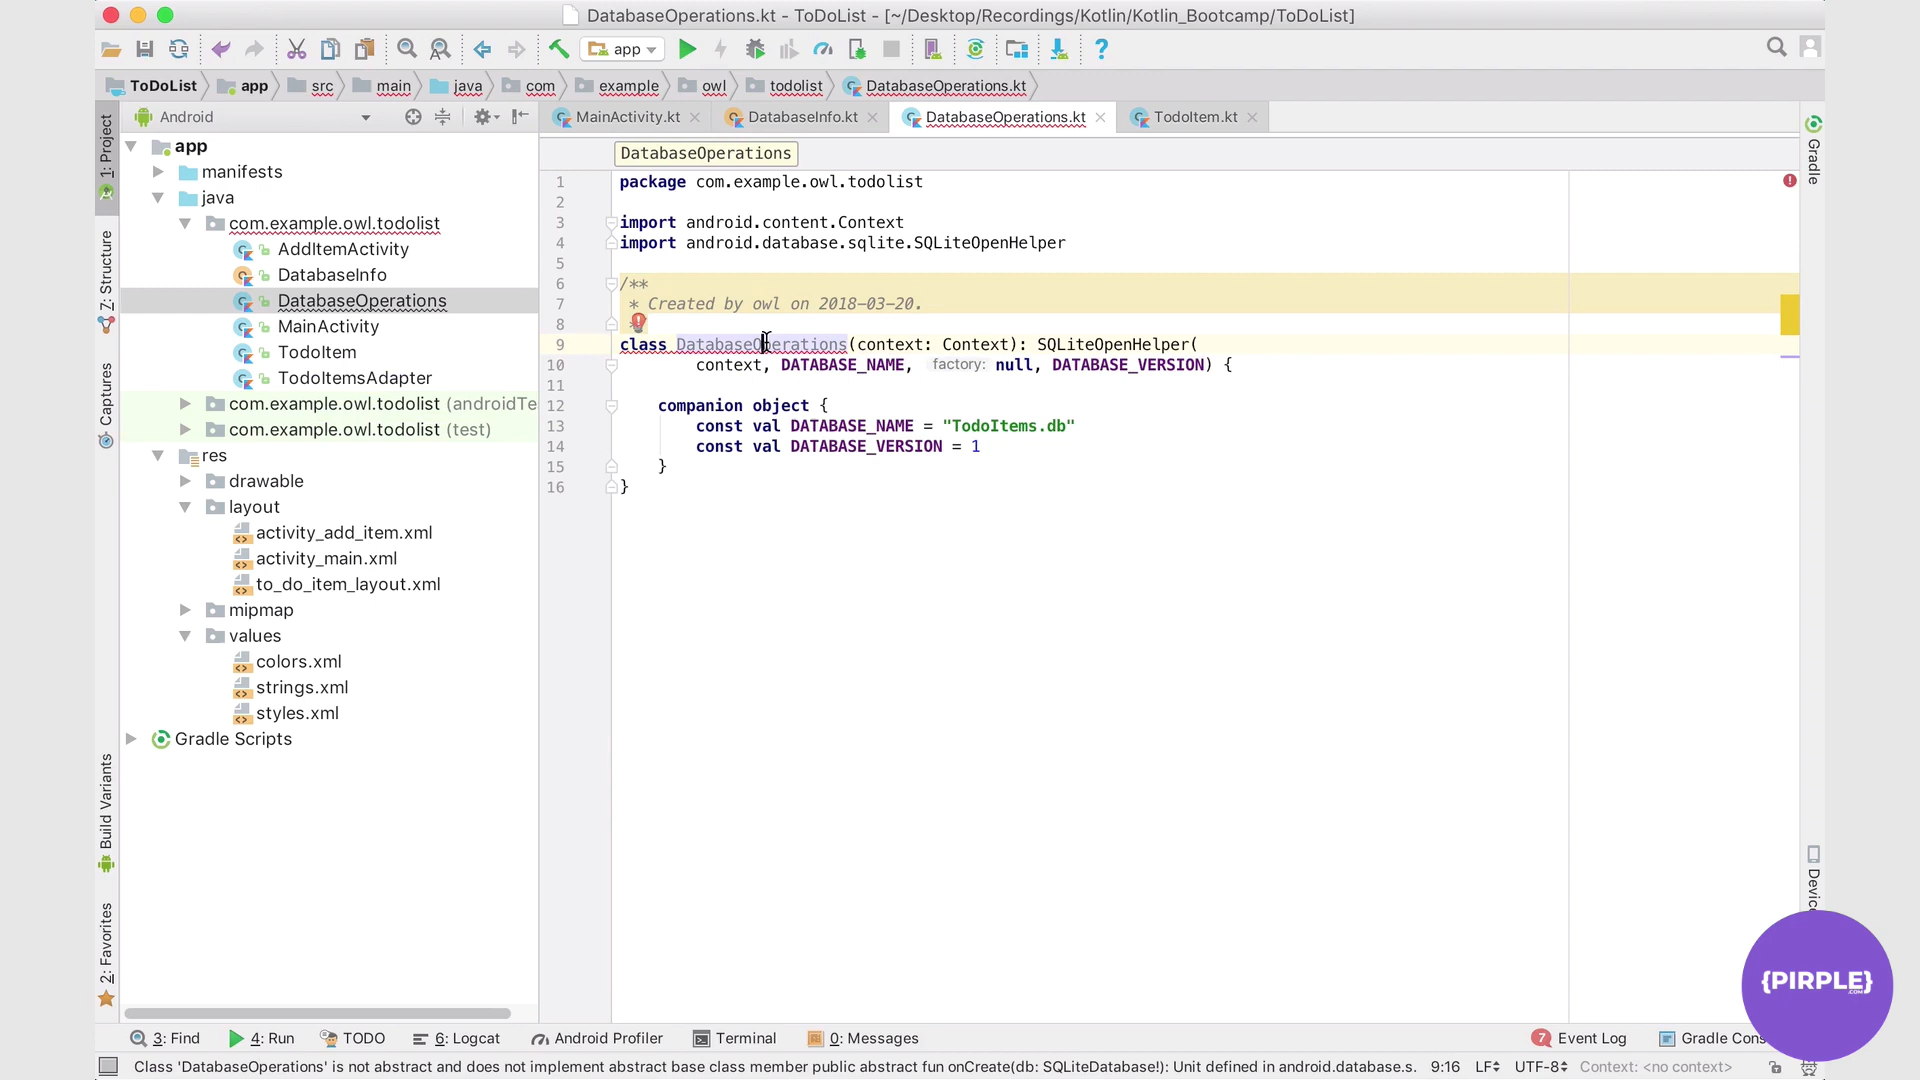 DatabaseOperations.kt - ToDoList - [~/Desktop/Recordings/Kotlin/Kotlin_Bootcamp/ToDoList]
app
ToDoList app src main java com example owl todolist DatabaseOperations.kt
1: Project
Z: Structure
Captures
Build Variants
2: Favorites
Android
app
manifests
java
com.example.owl.todolist
AddItemActivity
DatabaseInfo
DatabaseOperations
MainActivity
TodoItem
TodoItemsAdapter
com.example.owl.todolist (androidTe
com.example.owl.todolist (test)
res
drawable
layout
activity_add_item.xml
activity_main.xml
to_do_item_layout.xml
mipmap
values
colors.xml
strings.xml
styles.xml
Gradle Scripts
MainActivity.kt DatabaseInfo.kt DatabaseOperations.kt TodoItem.kt
DatabaseOperations
1 package com.example.owl.todolist
2
3 import android.content.Context
4 import android.database.sqlite.SQLiteOpenHelper
5
6 /**
7 * Created by owl on 2018-03-20.
8
9 class DatabaseOperations(context: Context): SQLiteOpenHelper(
10 context, DATABASE_NAME, factory: null, DATABASE_VERSION) {
11
12 companion object {
13 const val DATABASE_NAME = "TodoItems.db"
14 const val DATABASE_VERSION = 1
15 }
16 }
Gradle
Devic
{PIRPLE}
.COM
3: Find 4: Run TODO 6: Logcat Android Profiler Terminal 0: Messages 7 Event Log Gradle Cons
Class 'DatabaseOperations' is not abstract and does not implement abstract base class member public abstract fun onCreate(db: SQLiteDatabase!): Unit defined in android.database.s. 9:16 LF UTF-8 Context: <no context>